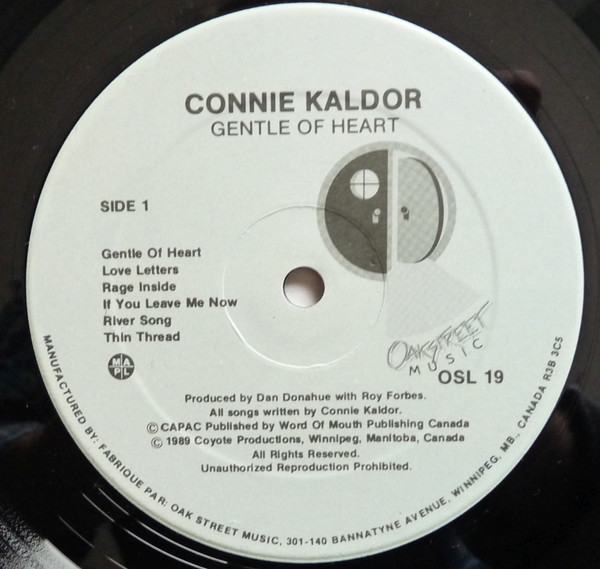 CONNIE KALDOR
GENTLE OF HEART
SIDE 1
Gentle Of Heart
Love Letters
Rage Inside
If You Leave Me Now
River Song
Thin Thread
MAPL
OAK STREET
MUSIC
OSL 19
Produced by Dan Donahue with Roy Forbes.
All songs written by Connie Kaldor.
© CAPAC Published by Word Of Mouth Publishing Canada
© 1989 Coyote Productions, Winnipeg, Manitoba, Canada
All Rights Reserved.
Unauthorized Reproduction Prohibited.
MANUFACTURED BY: FABRIQUE PAR: OAK STREET MUSIC, 301-140 BANNATYNE AVENUE, WINNIPEG, MB., CANADA R3B 3C5